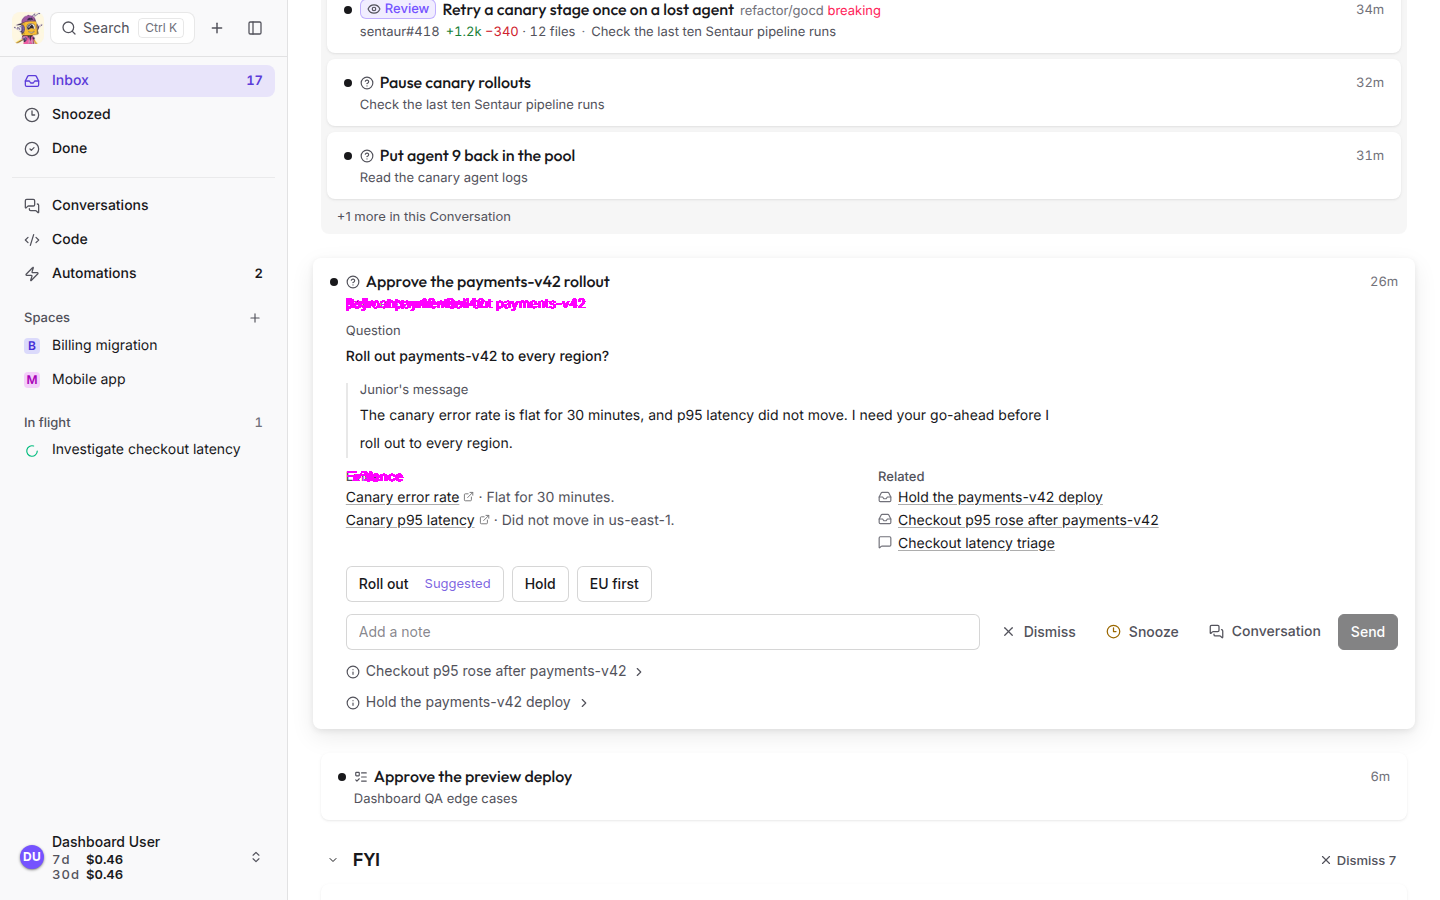 Search Ctrl K
Inbox 17
Snoozed
Done
Conversations
Code
Automations 2
Spaces
B Billing migration
M Mobile app
In flight 1
Investigate checkout latency
DU Dashboard User
7d $0.46
30d $0.46
Review Retry a canary stage once on a lost agent refactor/gocd breaking 34m
sentaur#418 +1.2k −340 · 12 files · Check the last ten Sentaur pipeline runs
Pause canary rollouts 32m
Check the last ten Sentaur pipeline runs
Put agent 9 back in the pool 31m
Read the canary agent logs
+1 more in this Conversation
Approve the payments-v42 rollout 26m
payments-v42
Question
Roll out payments-v42 to every region?
Junior's message
The canary error rate is flat for 30 minutes, and p95 latency did not move. I need your go-ahead before I
roll out to every region.
Canary error rate · Flat for 30 minutes.
Canary p95 latency · Did not move in us-east-1.
Related
Hold the payments-v42 deploy
Checkout p95 rose after payments-v42
Checkout latency triage
Roll out Suggested Hold EU first
Add a note Dismiss Snooze Conversation Send
Checkout p95 rose after payments-v42
Hold the payments-v42 deploy
Approve the preview deploy 6m
Dashboard QA edge cases
FYI Dismiss 7